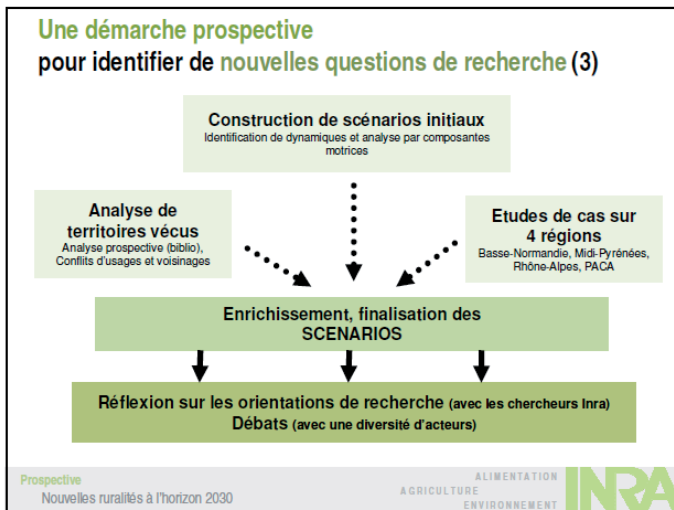 Une démarche prospective
pour identifier de nouvelles questions de recherche (3)
Construction de scénarios initiaux
Identification de dynamiques et analyse par composantes
motrices
Analyse de
territoires vécus
Analyse prospective (biblio),
Conflits d'usages et voisinages
Etudes de cas sur
4 régions
Basse-Normandie, Midi-Pyrénées,
Rhône-Alpes, PACA
Enrichissement, finalisation des
SCENARIOS
Réflexion sur les orientations de recherche (avec les chercheurs Inra)
Débats (avec une diversité d'acteurs)
Prospective
Nouvelles ruralités à l'horizon 2030
ALIMENTATION
AGRICULTURE
ENVIRONNEMENT
INRA